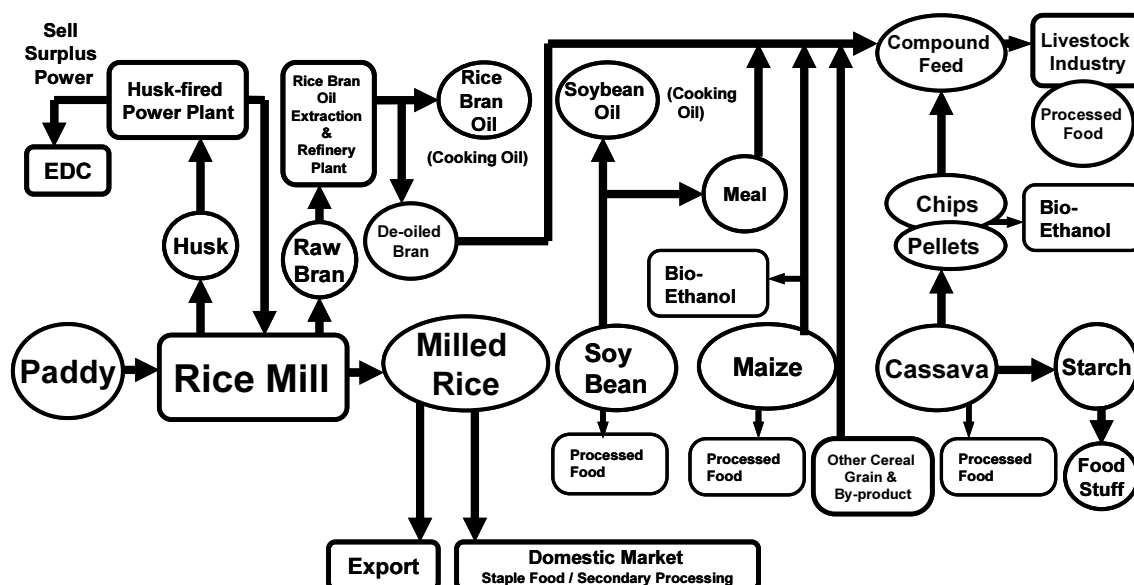 Sell
Surplus
Power
Husk-fired
Power Plant
EDC
Rice Bran
Oil
Extraction
&
Refinery
Plant
Rice
Bran
Oil
(Cooking Oil)
Soybean
Oil
(Cooking
Oil)
Compound
Feed
Livestock
Industry
Processed
Food
Husk
Raw
Bran
De-oiled
Bran
Meal
Chips
Pellets
Bio-
Ethanol
Bio-
Ethanol
Paddy
Rice Mill
Milled
Rice
Soy
Bean
Maize
Cassava
Starch
Processed
Food
Processed
Food
Other Cereal
Grain &
By-product
Processed
Food
Food
Stuff
Export
Domestic Market
Staple Food / Secondary Processing